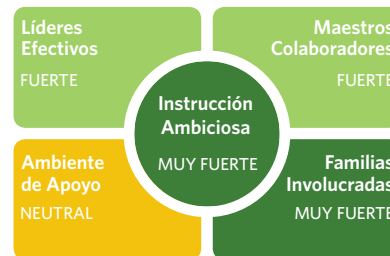 Líderes
Efectivos
FUERTE
Maestros
Colaboradores
FUERTE
Instrucción
Ambiciosa
MUY FUERTE
Ambiente
de Apoyo
NEUTRAL
Familias
Involucradas
MUY FUERTE